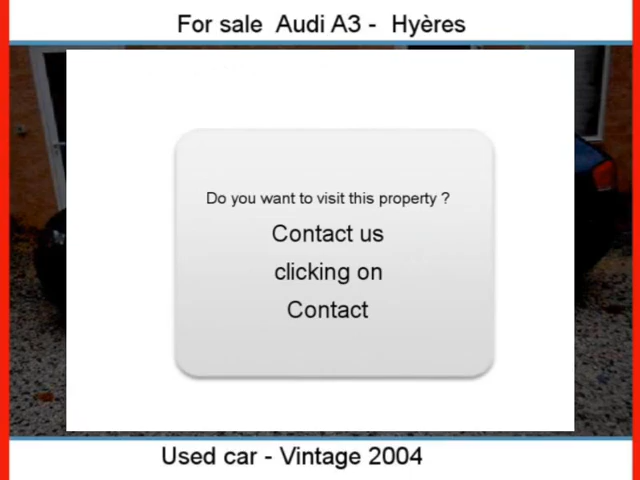 For sale Audi A3 - Hyères
Do you want to visit this property ?
Contact us
clicking on
Contact
Used car - Vintage 2004